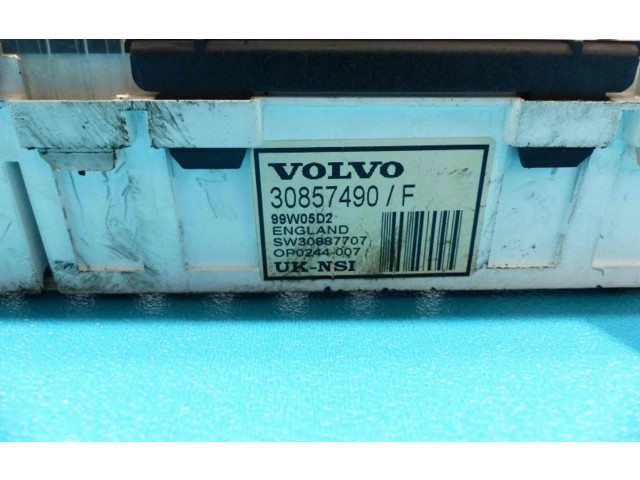 VOLVO
30857490 / F
99W05D2
ENGLAND
SW30887707
OP0244-007
UK-NSI